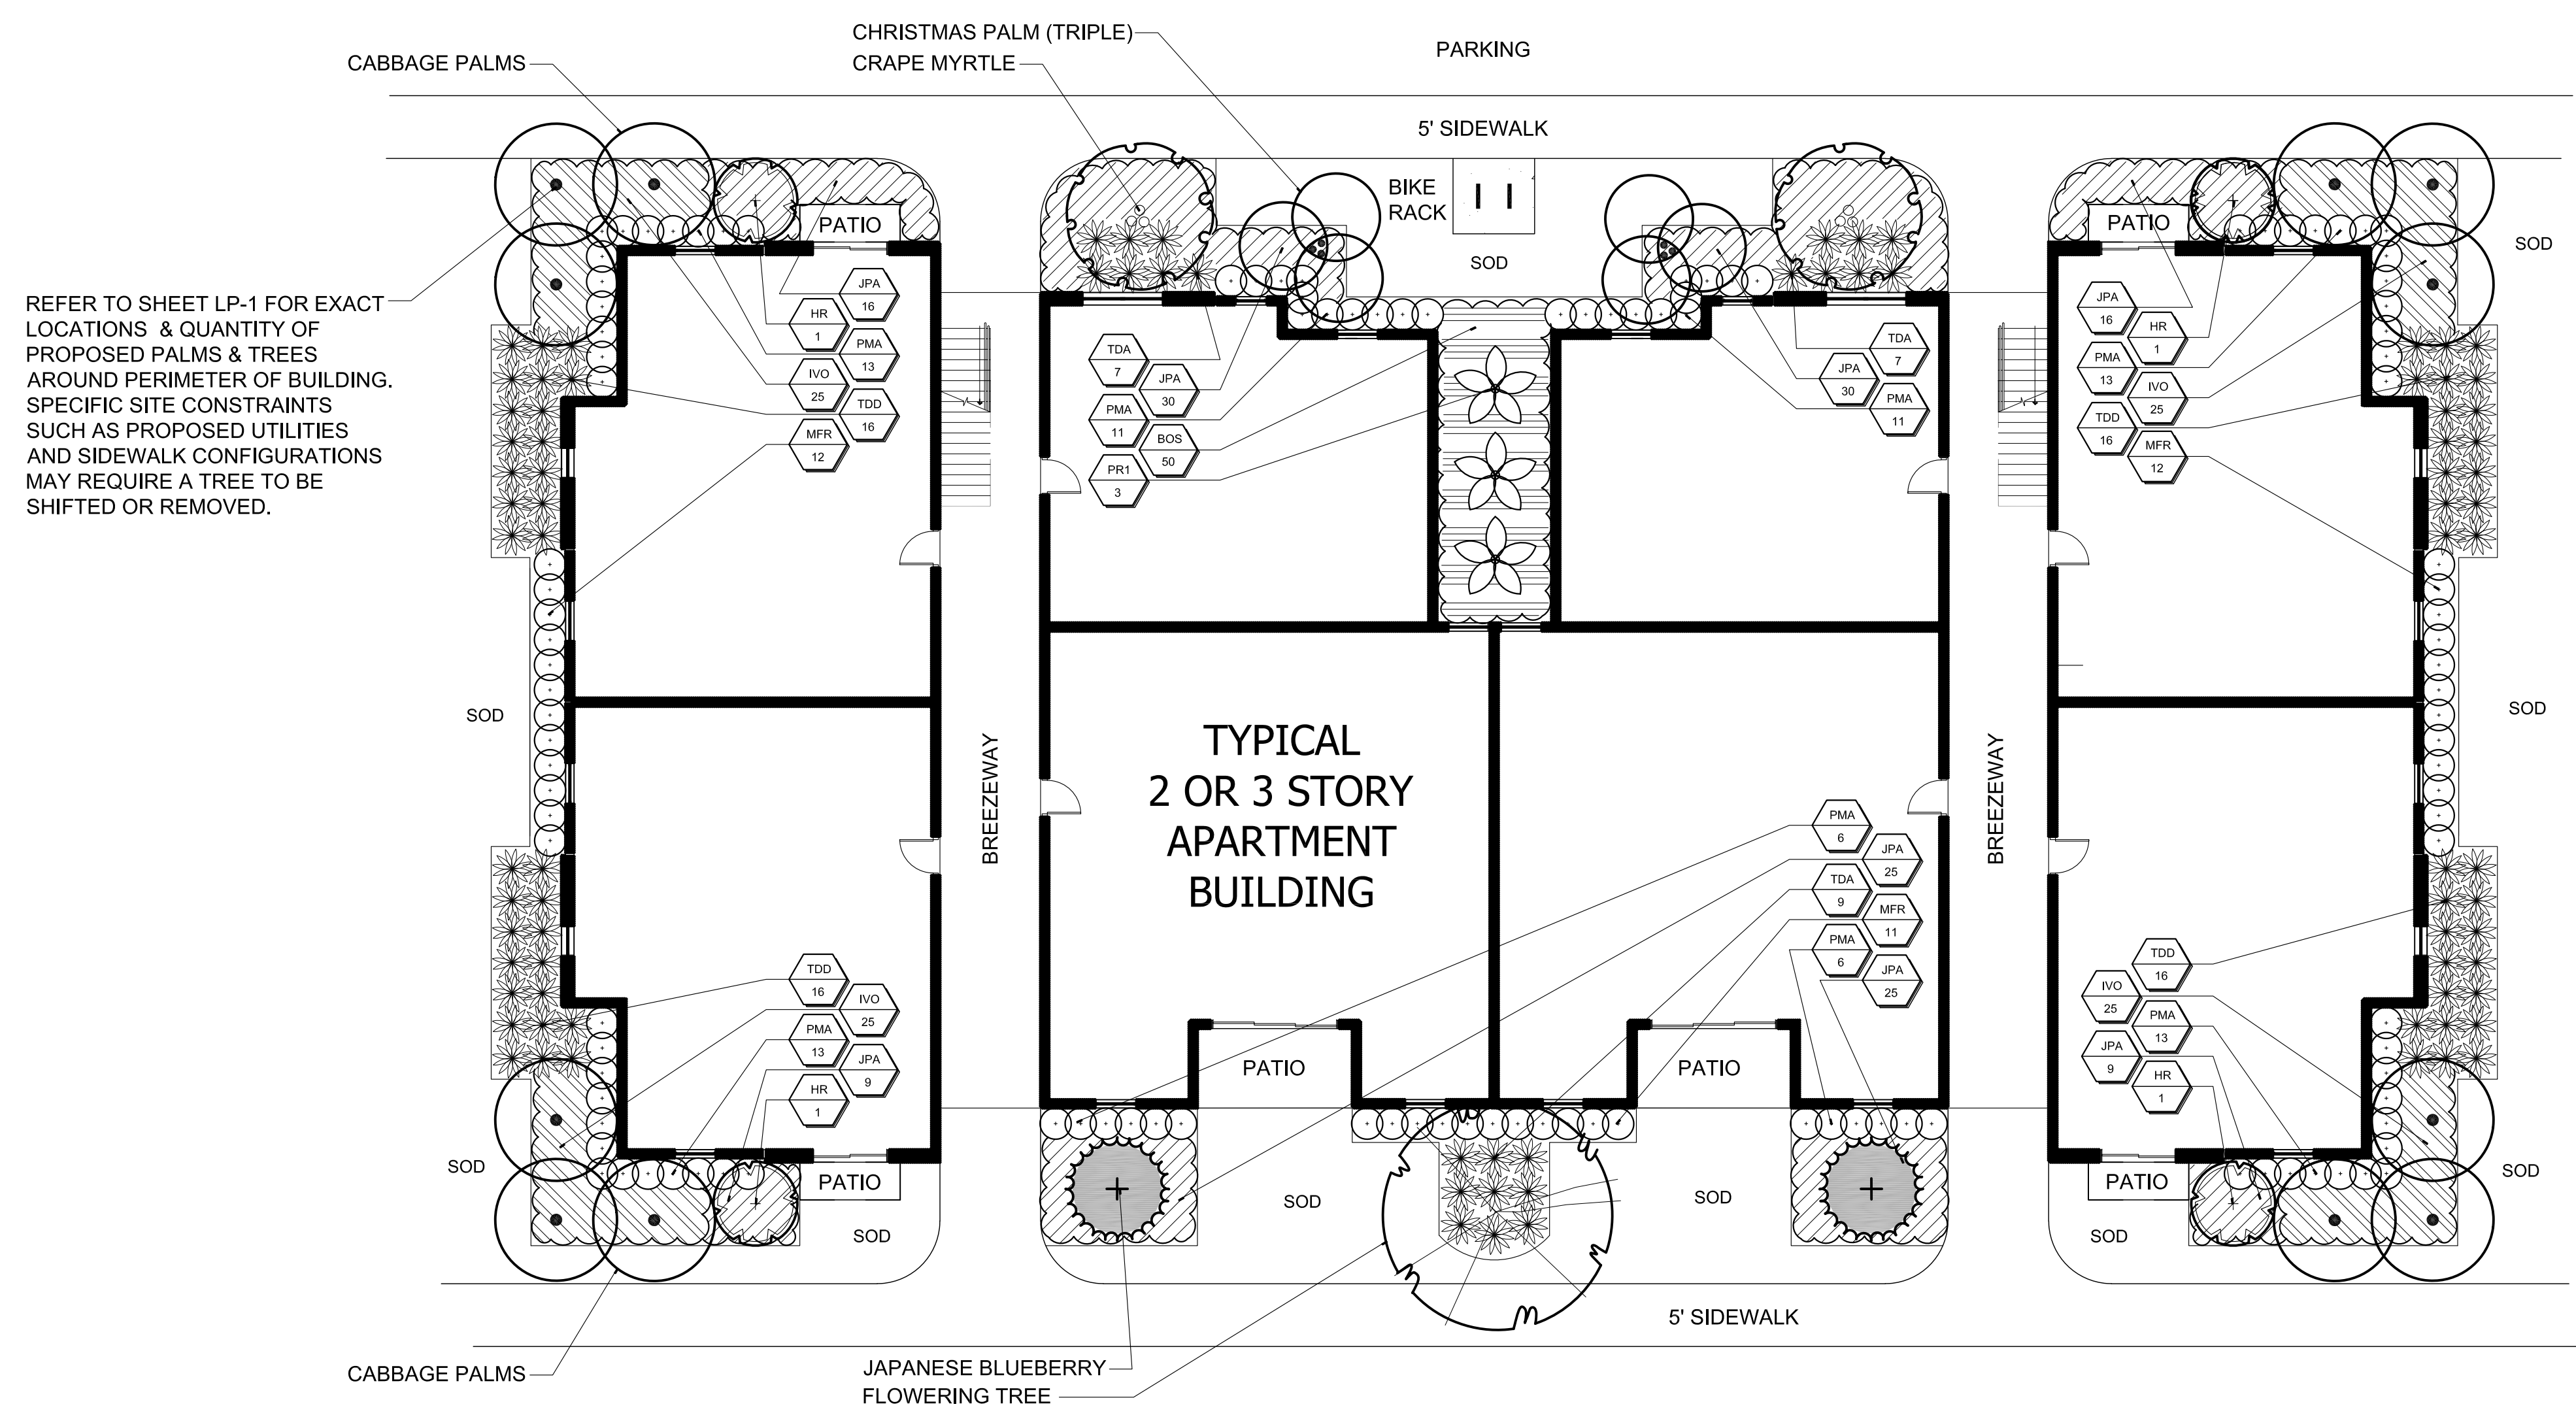 CHRISTMAS PALM (TRIPLE)
CRAPE MYRTLE
CABBAGE PALMS
PARKING
5' SIDEWALK
REFER TO SHEET LP-1 FOR EXACT
LOCATIONS & QUANTITY OF
PROPOSED PALMS & TREES
AROUND PERIMETER OF BUILDING.
SPECIFIC SITE CONSTRAINTS
SUCH AS PROPOSED UTILITIES
AND SIDEWALK CONFIGURATIONS
MAY REQUIRE A TREE TO BE
SHIFTED OR REMOVED.
PATIO
JPA
16
HR
1
PMA
13
IVO
25
TDD
16
MFR
12
BIKE
RACK
SOD
TDA
7
JPA
30
PMA
11
BOS
50
PR1
3
TDA
7
JPA
30
PMA
11
PATIO
SOD
JPA
16
HR
1
PMA
13
IVO
25
TDD
16
MFR
12
SOD
BREEZEWAY
TYPICAL
2 OR 3 STORY
APARTMENT
BUILDING
BREEZEWAY
SOD
TDD
16
IVO
25
PMA
13
JPA
9
HR
1
PMA
6
JPA
25
TDA
9
MFR
11
PMA
6
JPA
25
TDD
16
IVO
25
PMA
13
JPA
9
HR
1
PATIO
PATIO
SOD
PATIO
SOD
SOD
SOD
PATIO
SOD
SOD
5' SIDEWALK
CABBAGE PALMS
JAPANESE BLUEBERRY
FLOWERING TREE